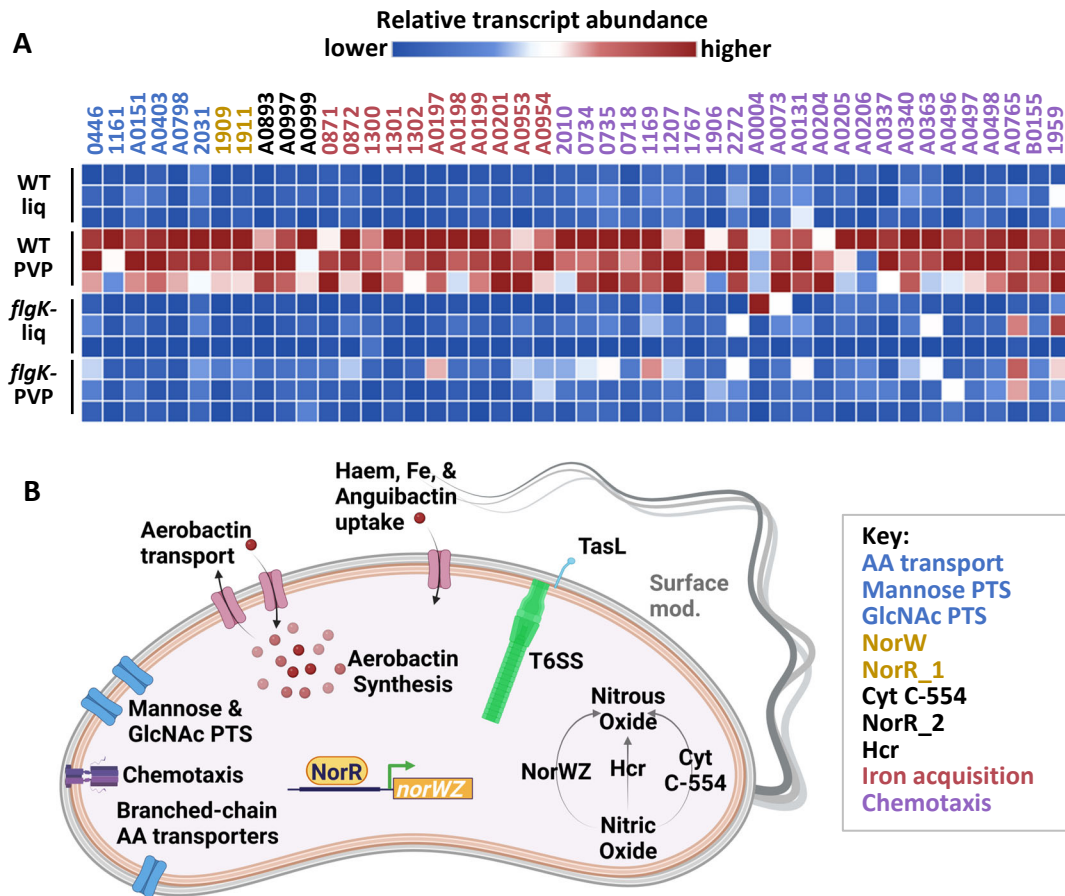 Relative transcript abundance
A
lower higher
0446 1161 A0151 A0403 A0798 2031 1909 1911 A0893 A0997 A0999 0871 0872 1300 1301 1302 A0197 A0198 A0199 A0201 A0953 A0954 2010 0734 0735 0718 1169 1207 1767 1906 2272 A0004 A0073 A0131 A0204 A0205 A0206 A0337 A0340 A0363 A0496 A0497 A0498 A0765 B0155 1959
WT
liq
WT
PVP
flgK-
liq
flgK-
PVP
B
Haem, Fe, &
Anguibactin
uptake
Aerobactin
transport
TasL
Surface
mod.
T6SS
Aerobactin
Synthesis
Mannose &
GlcNAc PTS
Chemotaxis
Branched-chain
AA transporters
NorR
norWZ
Nitrous
Oxide
NorWZ
Hcr
Cyt
C-554
Nitric
Oxide
Key:
AA transport
Mannose PTS
GlcNAc PTS
NorW
NorR_1
Cyt C-554
NorR_2
Hcr
Iron acquisition
Chemotaxis